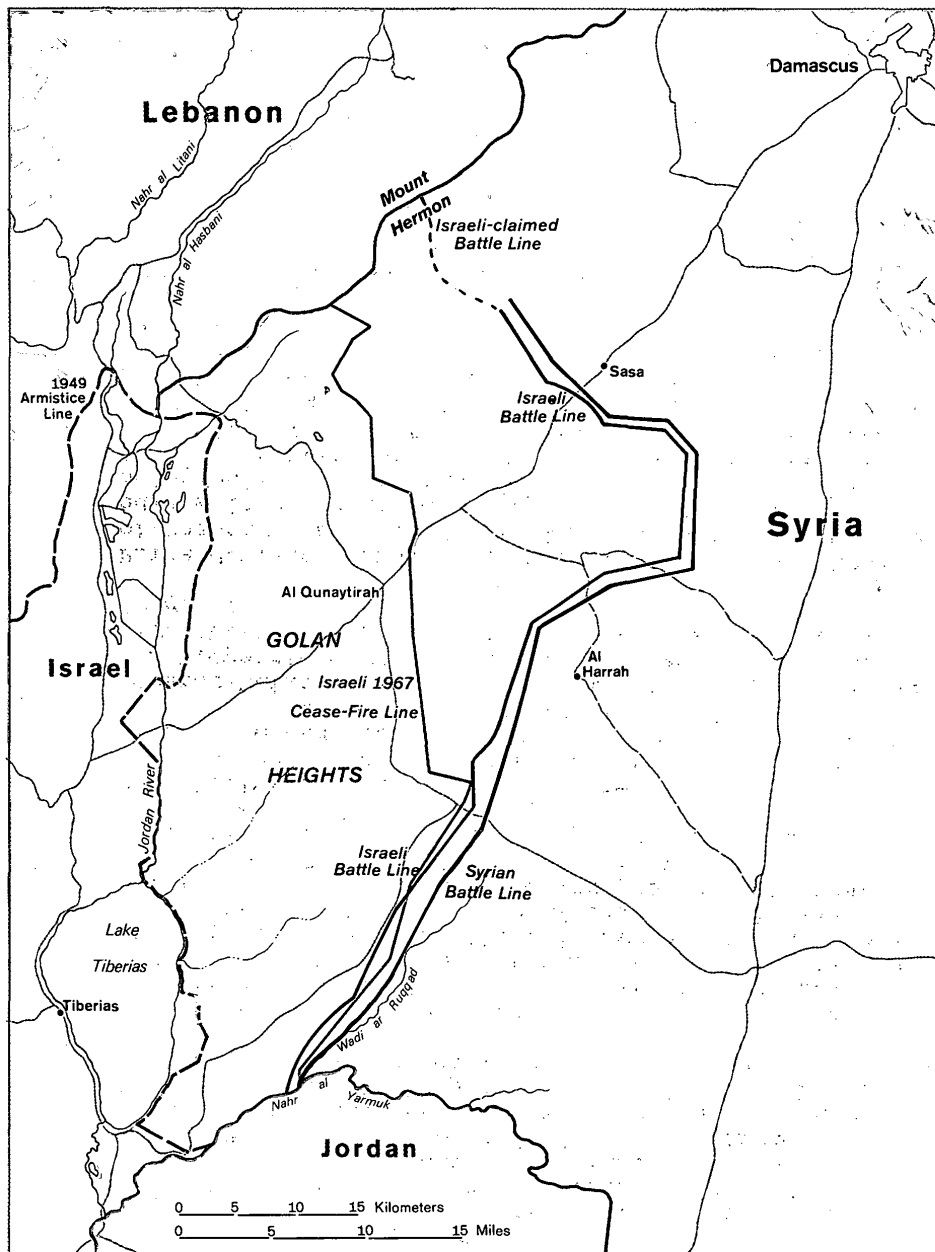 Damascus
Lebanon
Nahr al Litani
Nahr al Hasbani
Mount
Hermon
Israeli-claimed
Battle Line
1949
Armistice
Line
Sasa
Israeli
Battle Line
Syria
Al Qunaytirah
GOLAN
Israel
Israeli 1967
Cease-Fire Line
Al
Harrah
HEIGHTS
Jordan River
Israeli
Battle Line
Syrian
Battle Line
Lake
Tiberias
Tiberias
Wadi ar Ruqqad
Nahr al Yarmuk
Jordan
0 5 10 15 Kilometers
0 5 10 15 Miles